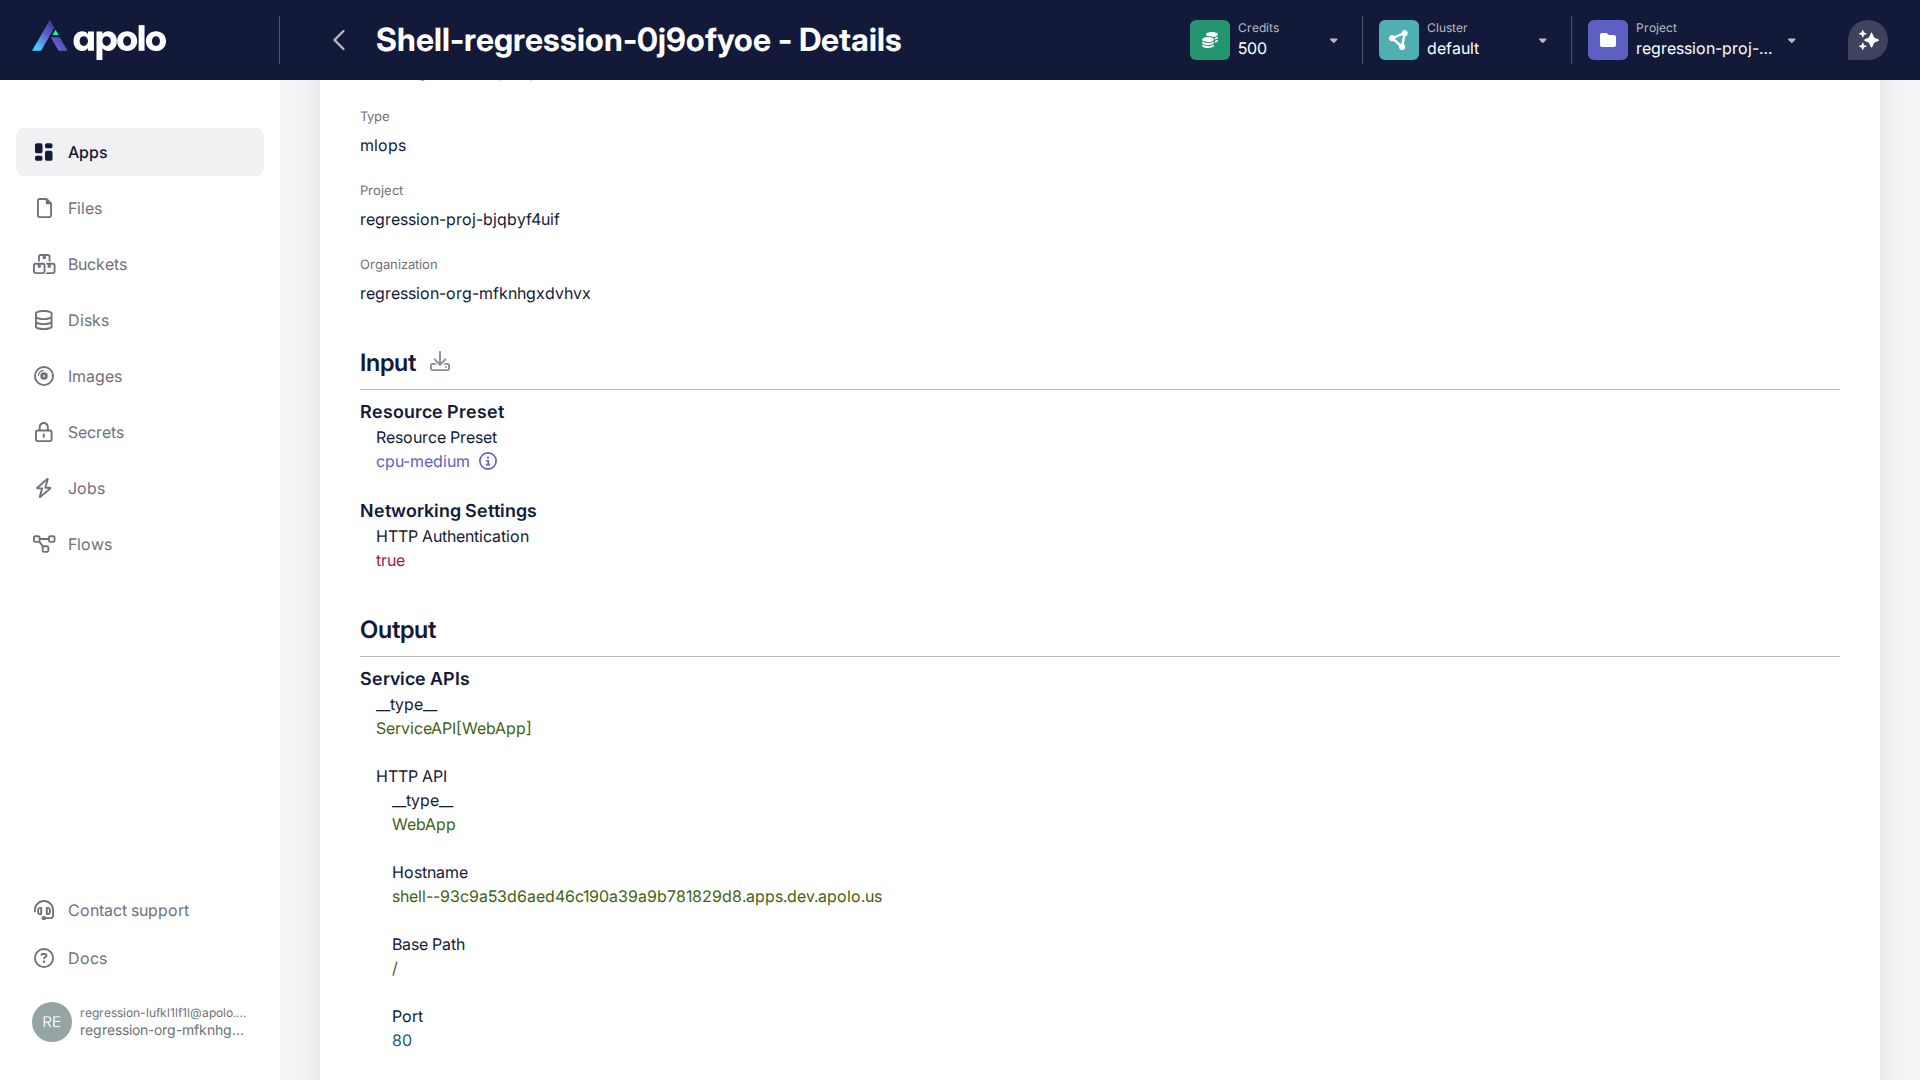 apolo
Shell-regression-0j9ofyoe - Details
Credits
500
Cluster
default
Project
regression-proj-...
Apps
Files
Buckets
Disks
Images
Secrets
Jobs
Flows
Contact support
Docs
RE
regression-lufkl1lf1l@apolo....
regression-org-mfknhg...
Type
mlops
Project
regression-proj-bjqbyf4uif
Organization
regression-org-mfknhgxdvhvx
Input
Resource Preset
Resource Preset
cpu-medium
Networking Settings
HTTP Authentication
true
Output
Service APIs
__type__
ServiceAPI[WebApp]
HTTP API
__type__
WebApp
Hostname
shell--93c9a53d6aed46c190a39a9b781829d8.apps.dev.apolo.us
Base Path
/
Port
80